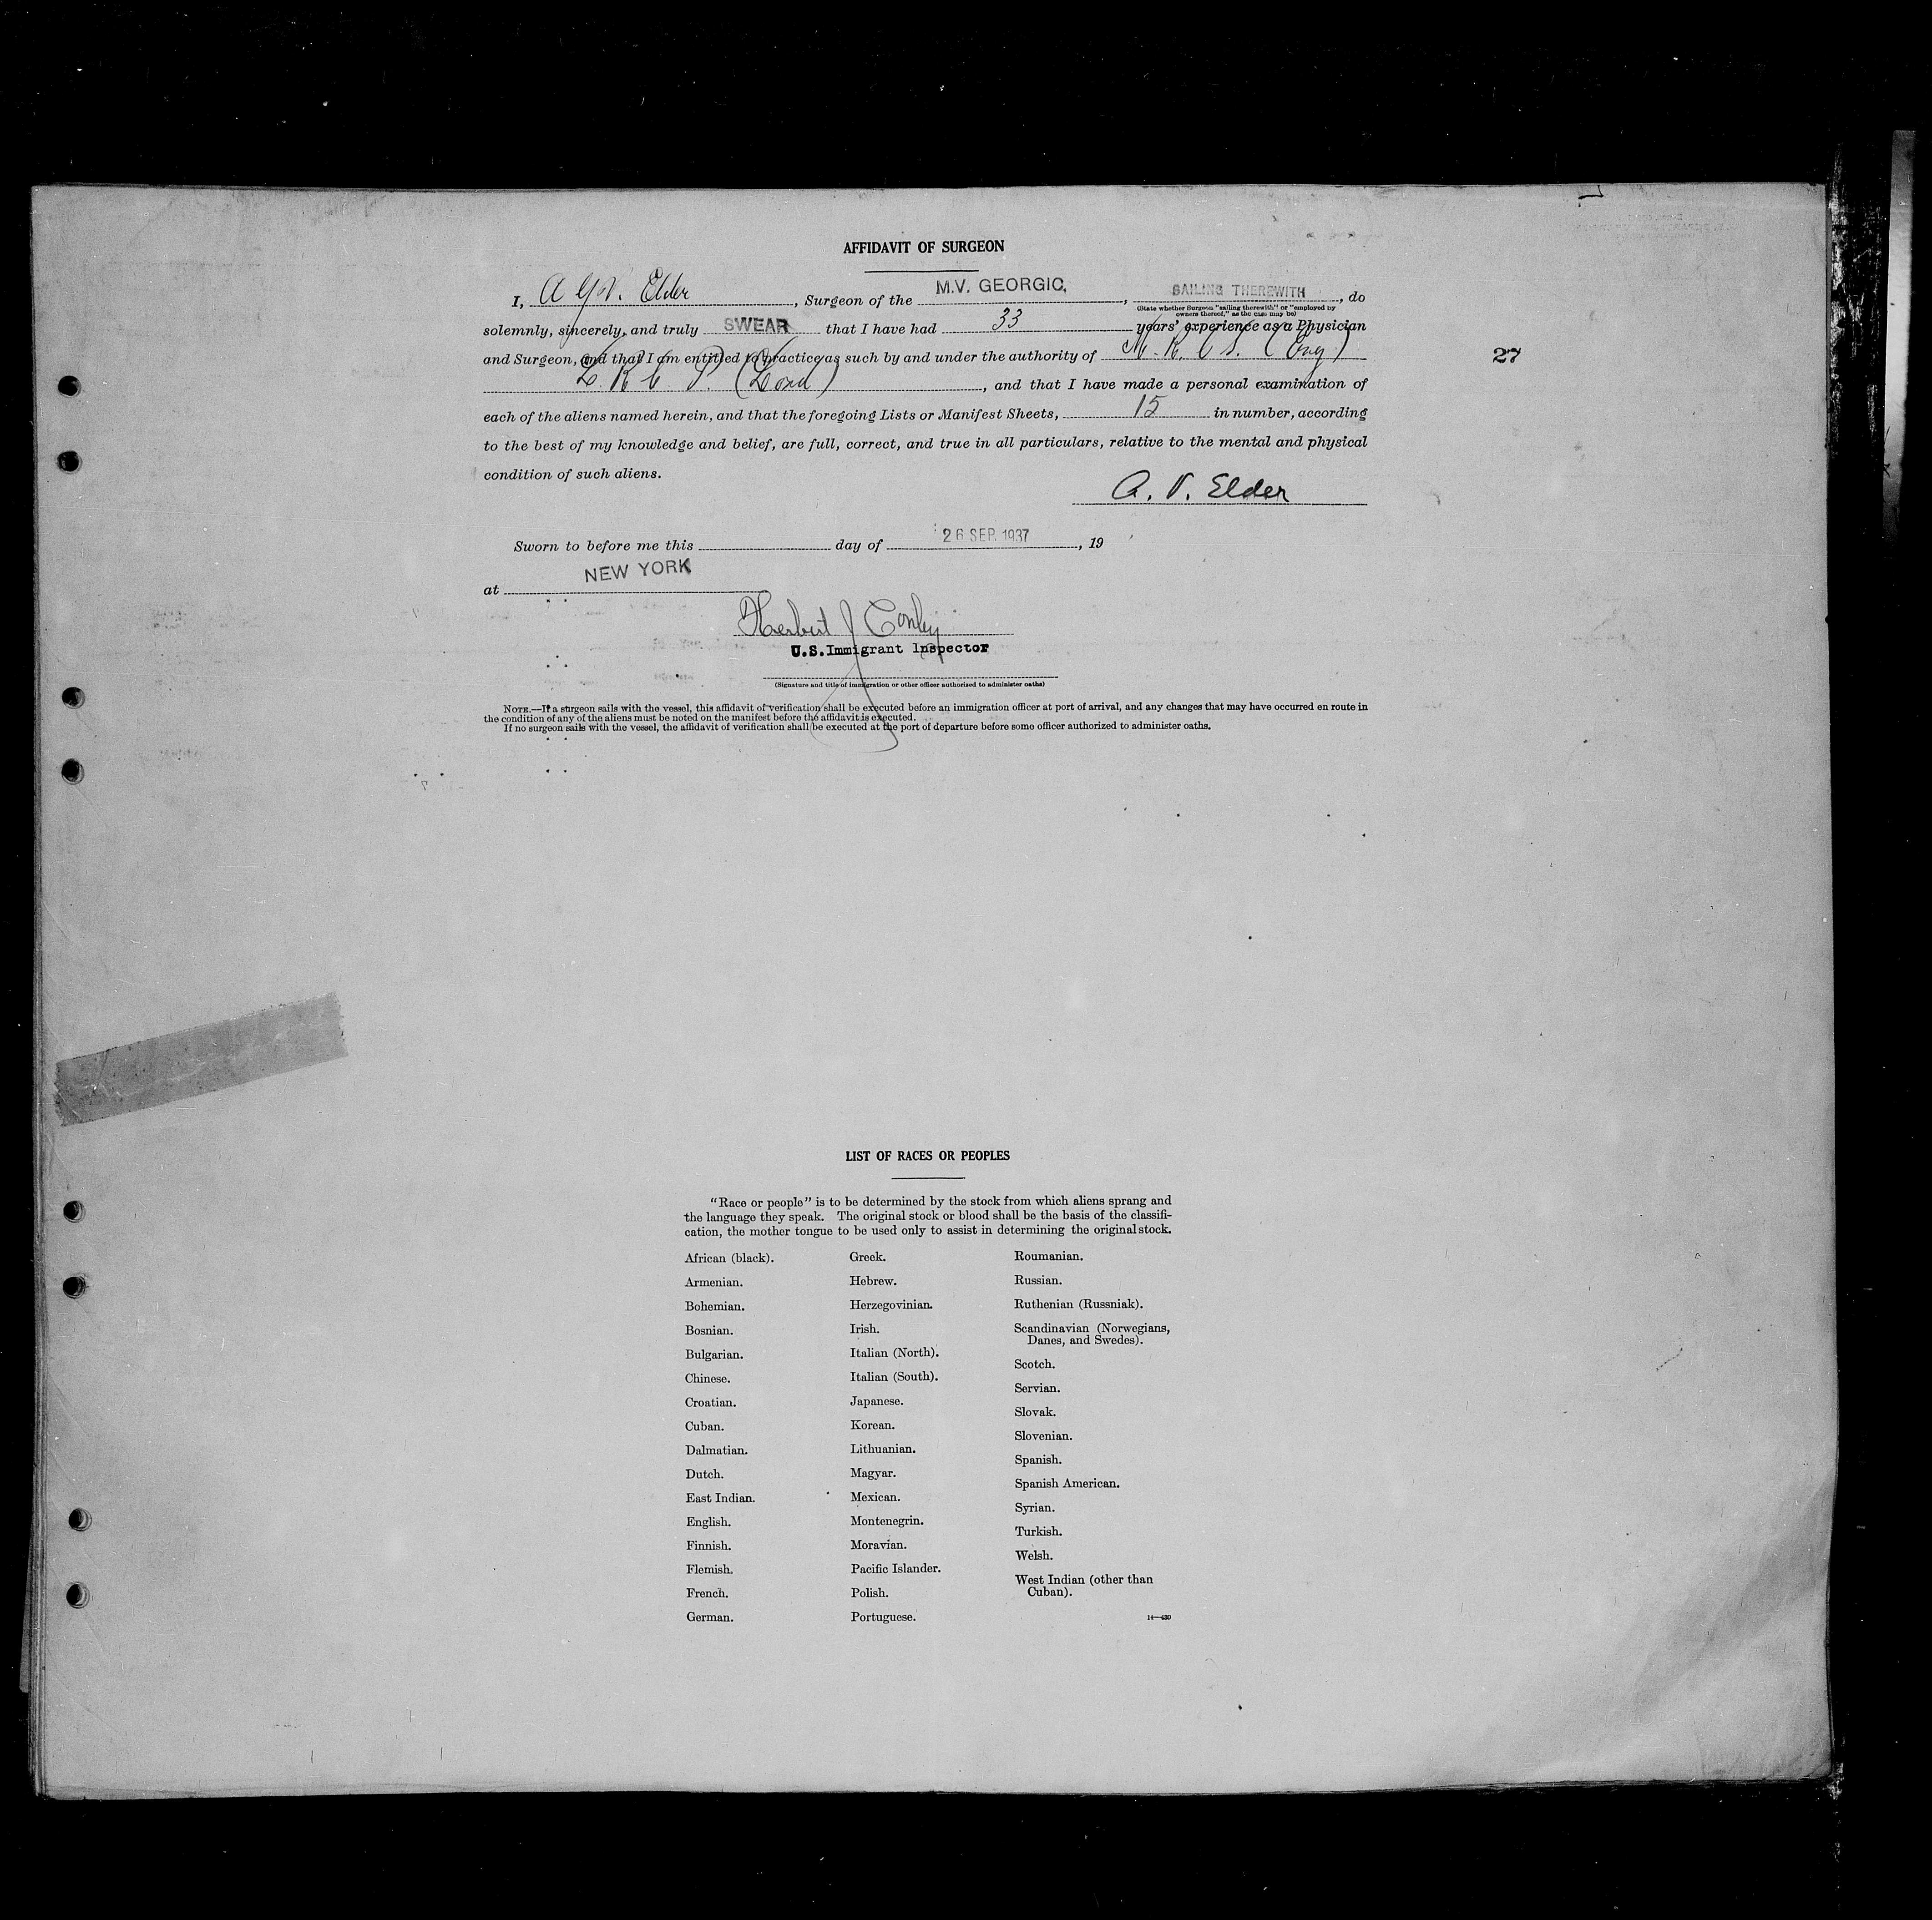 AFFIDAVIT OF SURGEON
I, A Elder, Surgeon of the M.V. GEORGIC, SAILING THEREWITH, do
(State whether Surgeon "sailing therewith" or "employed by
owners thereof," as the case may be)
solemnly, sincerely, and truly SWEAR that I have had 33 years' experience as a Physician
and Surgeon, and that I am entitled to practice as such by and under the authority of M.R.C.S. (Eng)
27
L.R.C.P. (Lond), and that I have made a personal examination of
each of the aliens named herein, and that the foregoing Lists or Manifest Sheets, 15 in number, according
to the best of my knowledge and belief, are full, correct, and true in all particulars, relative to the mental and physical
condition of such aliens.
A. V. Elder
Sworn to before me this day of 26 SEP. 1937, 19
at NEW YORK
Herbert J Conley
U.S. Immigrant Inspector
(Signature and title of immigration or other officer authorized to administer oaths)
NOTE.—If a surgeon sails with the vessel, this affidavit of verification shall be executed before an immigration officer at port of arrival, and any changes that may have occurred en route in
the condition of any of the aliens must be noted on the manifest before the affidavit is executed.
If no surgeon sails with the vessel, the affidavit of verification shall be executed at the port of departure before some officer authorized to administer oaths.
LIST OF RACES OR PEOPLES
"Race or people" is to be determined by the stock from which aliens sprang and
the language they speak. The original stock or blood shall be the basis of the classifi-
cation, the mother tongue to be used only to assist in determining the original stock.
African (black).
Armenian.
Bohemian.
Bosnian.
Bulgarian.
Chinese.
Croatian.
Cuban.
Dalmatian.
Dutch.
East Indian.
English.
Finnish.
Flemish.
French.
German.
Greek.
Hebrew.
Herzegovinian.
Irish.
Italian (North).
Italian (South).
Japanese.
Korean.
Lithuanian.
Magyar.
Mexican.
Montenegrin.
Moravian.
Pacific Islander.
Polish.
Portuguese.
Roumanian.
Russian.
Ruthenian (Russniak).
Scandinavian (Norwegians,
Danes, and Swedes).
Scotch.
Servian.
Slovak.
Slovenian.
Spanish.
Spanish American.
Syrian.
Turkish.
Welsh.
West Indian (other than
Cuban).